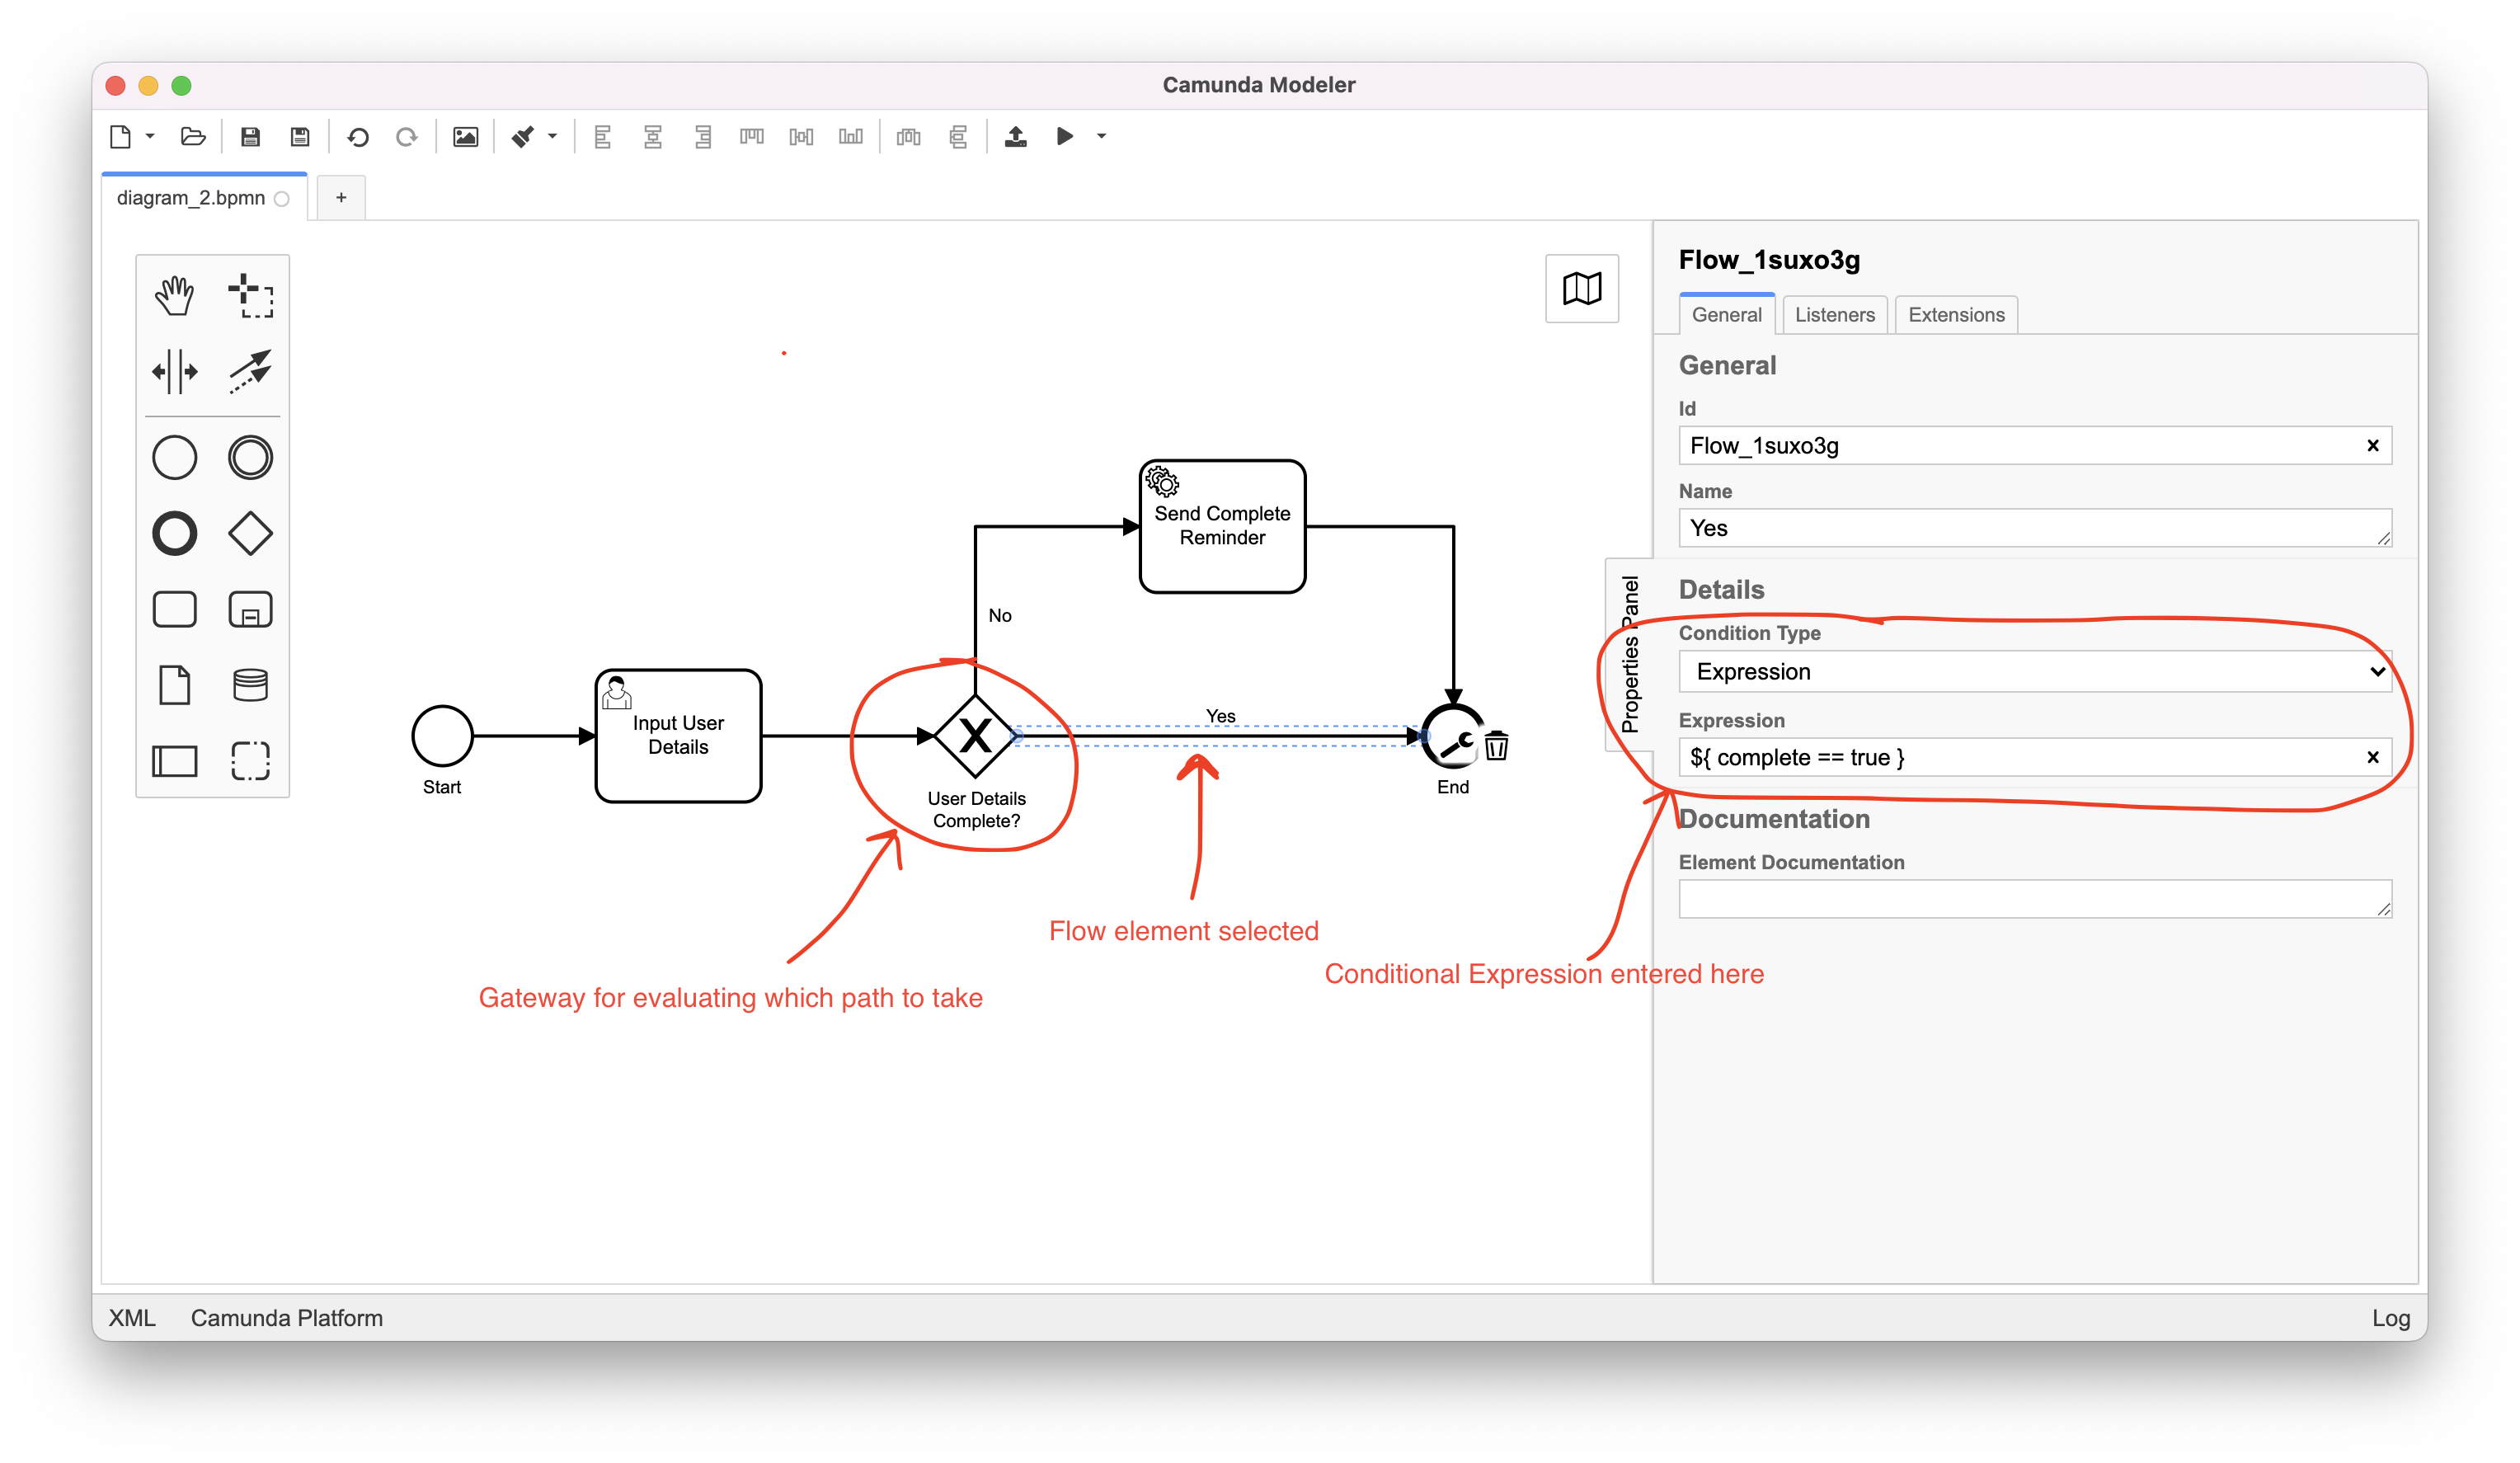 Camunda Modeler
diagram_2.bpmn
+
Flow_1suxo3g
General
Listeners
Extensions
General
Id
Flow_1suxo3g
Name
Yes
Properties Panel
Details
Condition Type
Expression
Expression
${ complete == true }
Documentation
Element Documentation
Send Complete
Reminder
No
Input User
Details
Yes
Start
User Details
Complete?
End
Flow element selected
Conditional Expression entered here
Gateway for evaluating which path to take
XML
Camunda Platform
Log